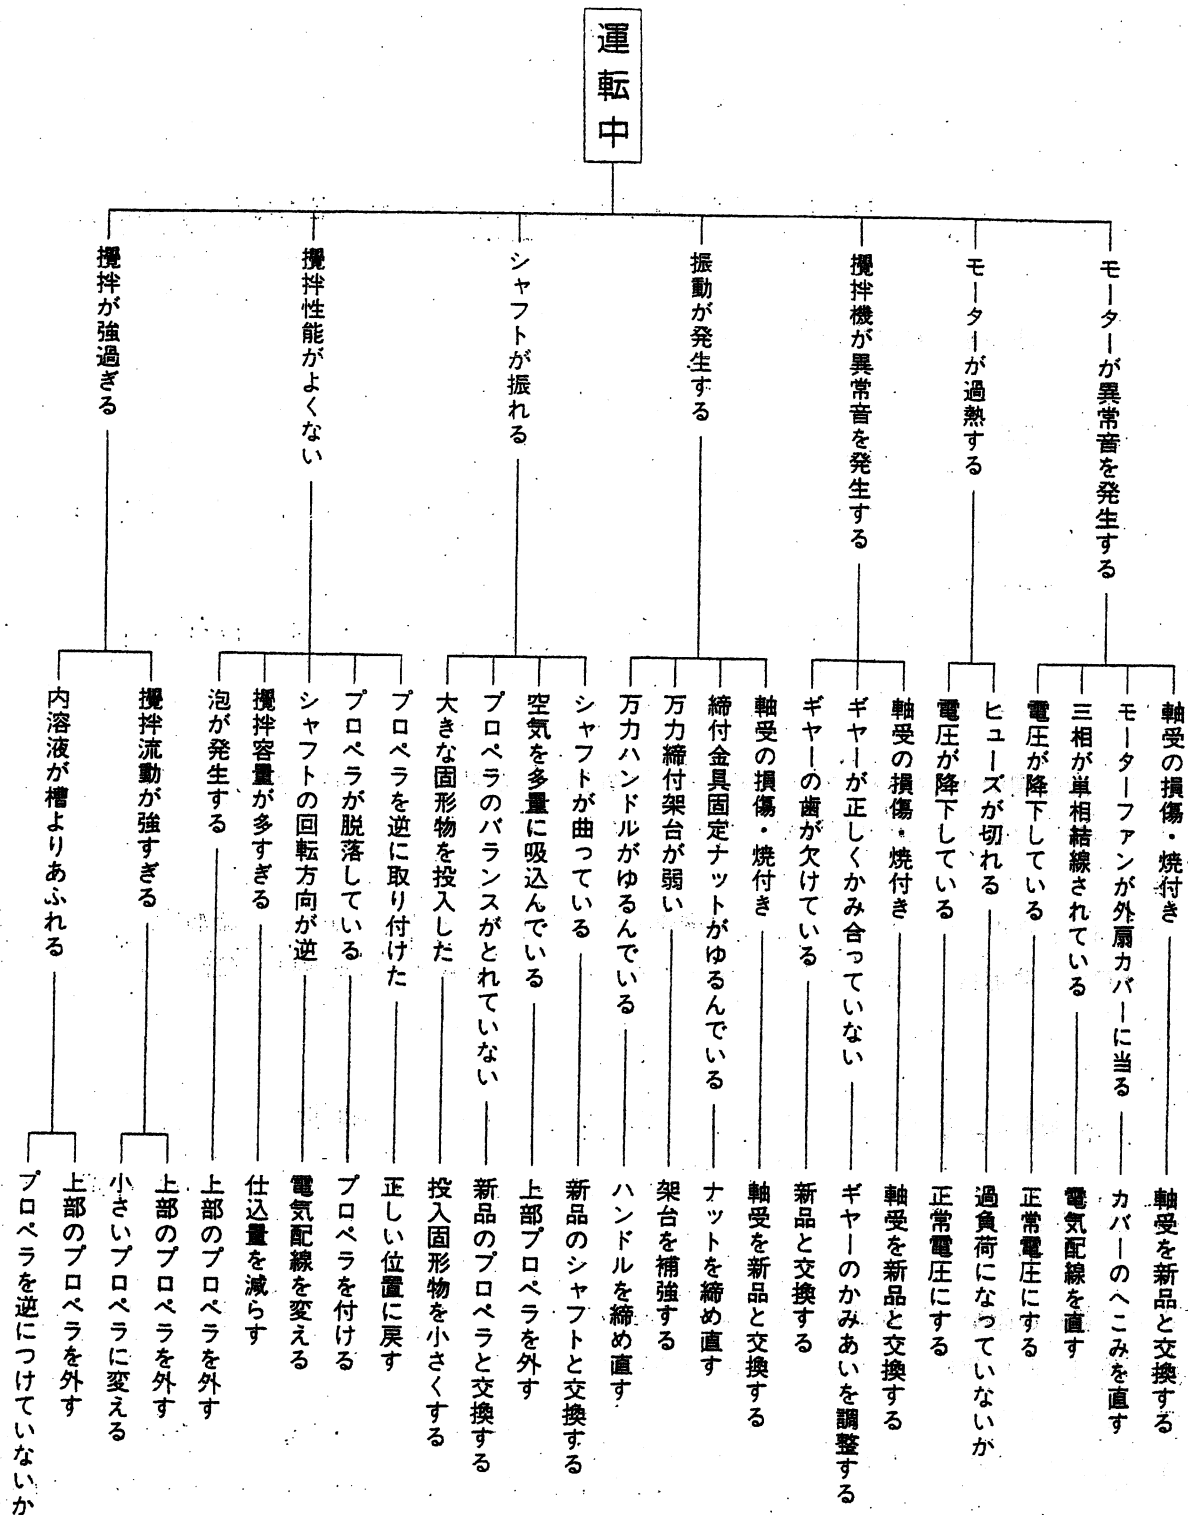 運転中
モーターが異常音を発生する
モーターが過熱する
攪拌機が異常音を発生する
振動が発生する
シャフトが振れる
攪拌性能がよくない
攪拌が強過ぎる
軸受の損傷・焼付き
モーターファンが外扇カバーに当る
三相が単相結線されている
電圧が降下している
ヒューズが切れる
電圧が降下している
軸受の損傷・焼付き
ギヤーが正しくかみ合っていない
ギヤーの歯が欠けている
軸受の損傷・焼付き
締付金具固定ナットがゆるんでいる
万力締付架台が弱い
万力ハンドルがゆるんでいる
シャフトが曲っている
空気を多量に吸込んでいる
プロペラのバランスがとれていない
大きな固形物を投入した
プロペラを逆に取り付けた
プロペラが脱落している
シャフトの回転方向が逆
攪拌容量が多すぎる
泡が発生する
攪拌流動が強すぎる
内溶液が槽よりあふれる
軸受を新品と交換する
カバーのへこみを直す
電気配線を直す
正常電圧にする
過負荷になっていないか
正常電圧にする
軸受を新品と交換する
ギヤーのかみあいを調整する
新品と交換する
軸受を新品と交換する
ナットを締め直す
架台を補強する
ハンドルを締め直す
新品のシャフトと交換する
上部プロペラを外す
新品のプロペラと交換する
投入固形物を小さくする
正しい位置に戻す
プロペラを付ける
電気配線を変える
仕込量を減らす
上部のプロペラを外す
上部のプロペラを外す
小さいプロペラに変える
上部のプロペラを外す
プロペラを逆につけていないか